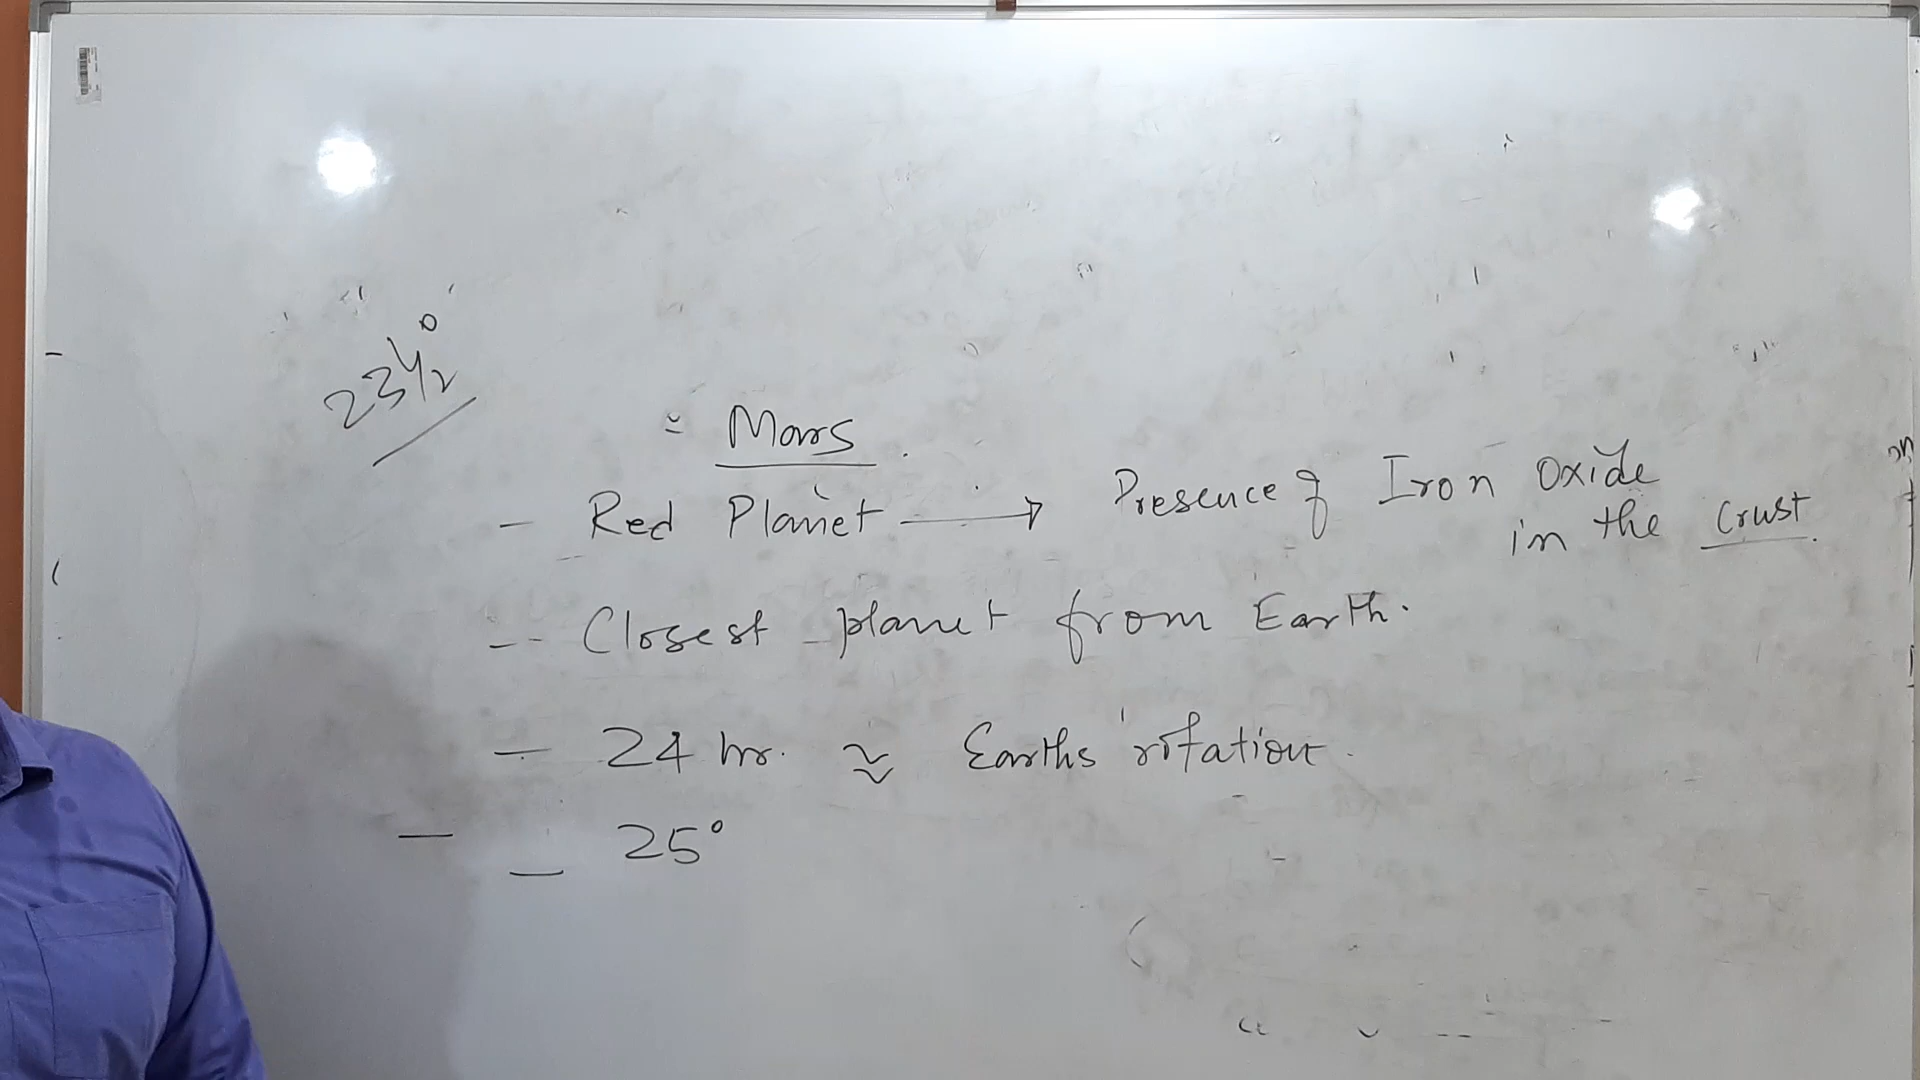 23½°
Mars
- Red Planet → Presence of Iron Oxide
in the Crust.
-- Closest planet from Earth.
- 24 hr. ≈ Earths rotation.
- 25°